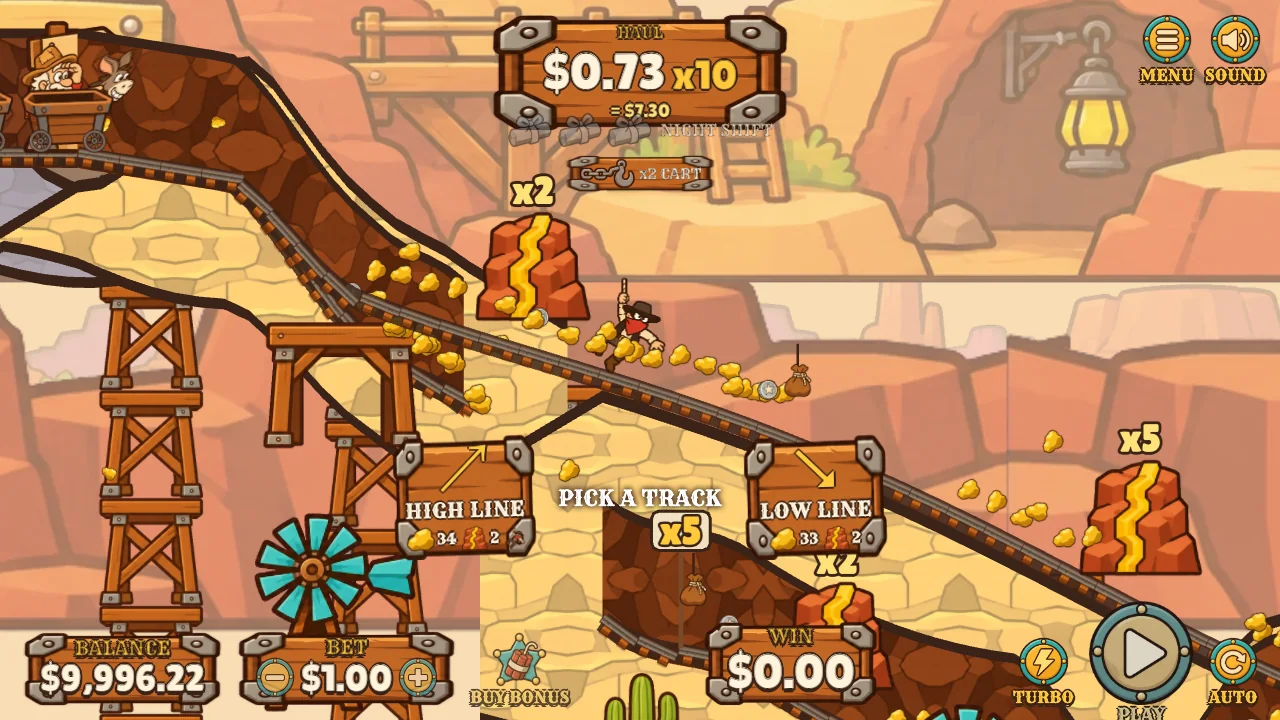 HAUL
$0.73 x10
= $7.30
NIGHT SHIFT
x2 CART
MENU
SOUND
x2
x5
HIGH LINE
34 2
PICK A TRACK
x5
LOW LINE
33 2
x2
BALANCE
$9,996.22
BET
$1.00
BUY BONUS
WIN
$0.00
TURBO
PLAY
AUTO